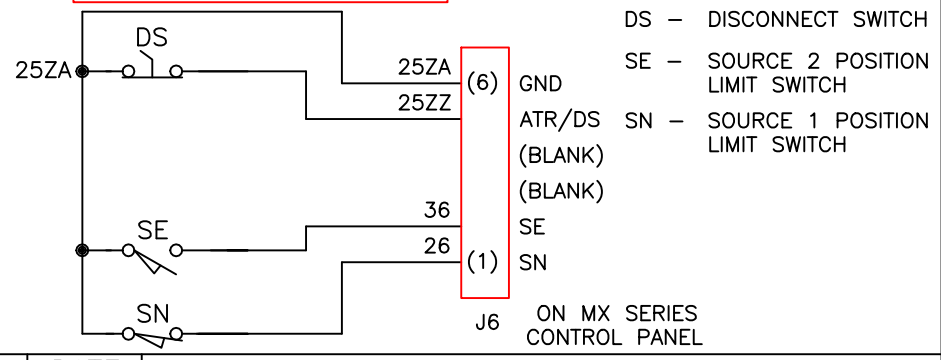 DS – DISCONNECT SWITCH
DS
25ZA
25ZA
(6) GND
SE – SOURCE 2 POSITION
LIMIT SWITCH
25ZZ
ATR/DS
SN – SOURCE 1 POSITION
LIMIT SWITCH
(BLANK)
(BLANK)
36
SE
SE
26
(1) SN
SN
J6
ON MX SERIES
CONTROL PANEL